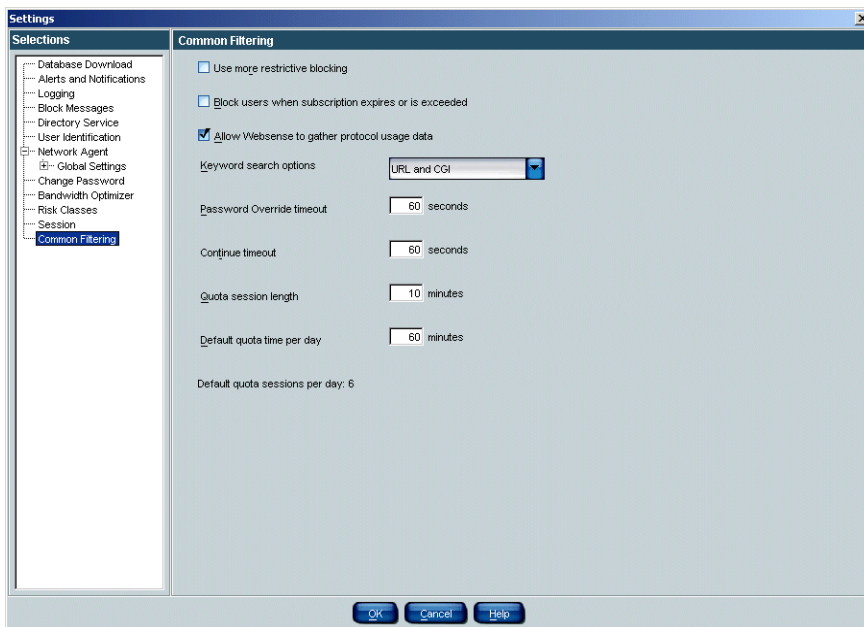 Settings
Selections
Database Download
Alerts and Notifications
Logging
Block Messages
Directory Service
User Identification
Network Agent
Global Settings
Change Password
Bandwidth Optimizer
Risk Classes
Session
Common Filtering
Common Filtering
Use more restrictive blocking
Block users when subscription expires or is exceeded
Allow Websense to gather protocol usage data
Keyword search options URL and CGI
Password Override timeout 60 seconds
Continue timeout 60 seconds
Quota session length 10 minutes
Default quota time per day 60 minutes
Default quota sessions per day: 6
OK Cancel Help